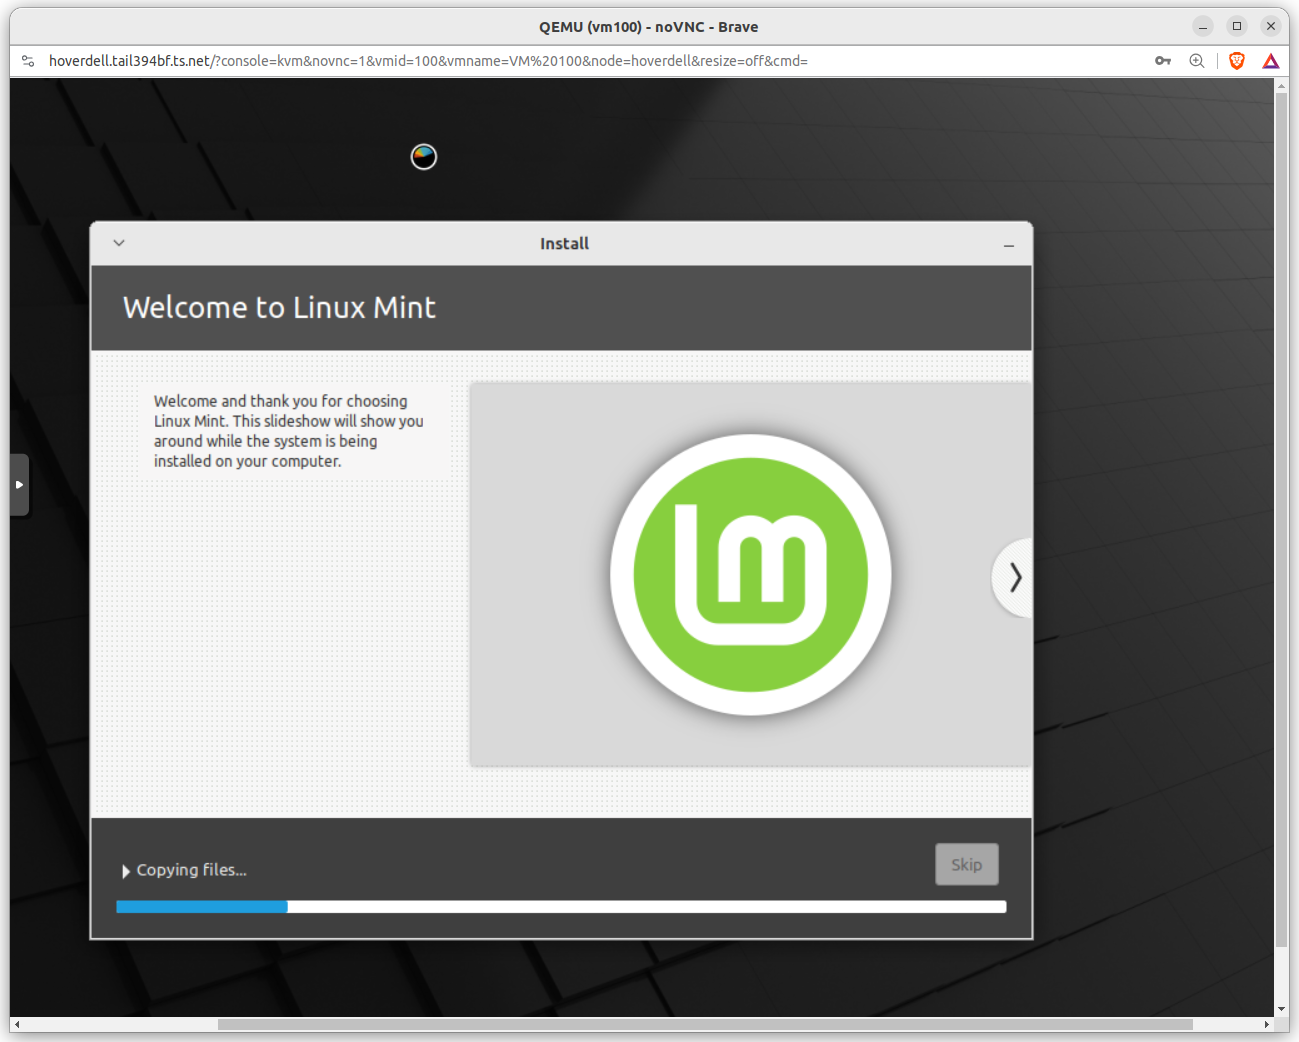 QEMU (vm100) - noVNC - Brave
hoverdell.tail394bf.ts.net/?console=kvm&novnc=1&vmid=100&vmname=VM%20100&node=hoverdell&resize=off&cmd=
Install
Welcome to Linux Mint
Welcome and thank you for choosing
Linux Mint. This slideshow will show you
around while the system is being
installed on your computer.
Copying files...
Skip